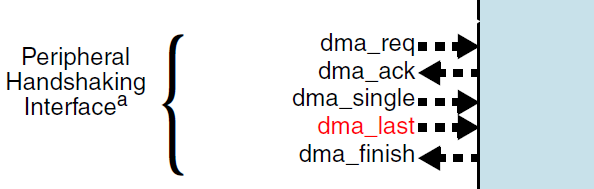 Peripheral
Handshaking
Interfaceᵃ
dma_req
dma_ack
dma_single
dma_last
dma_finish